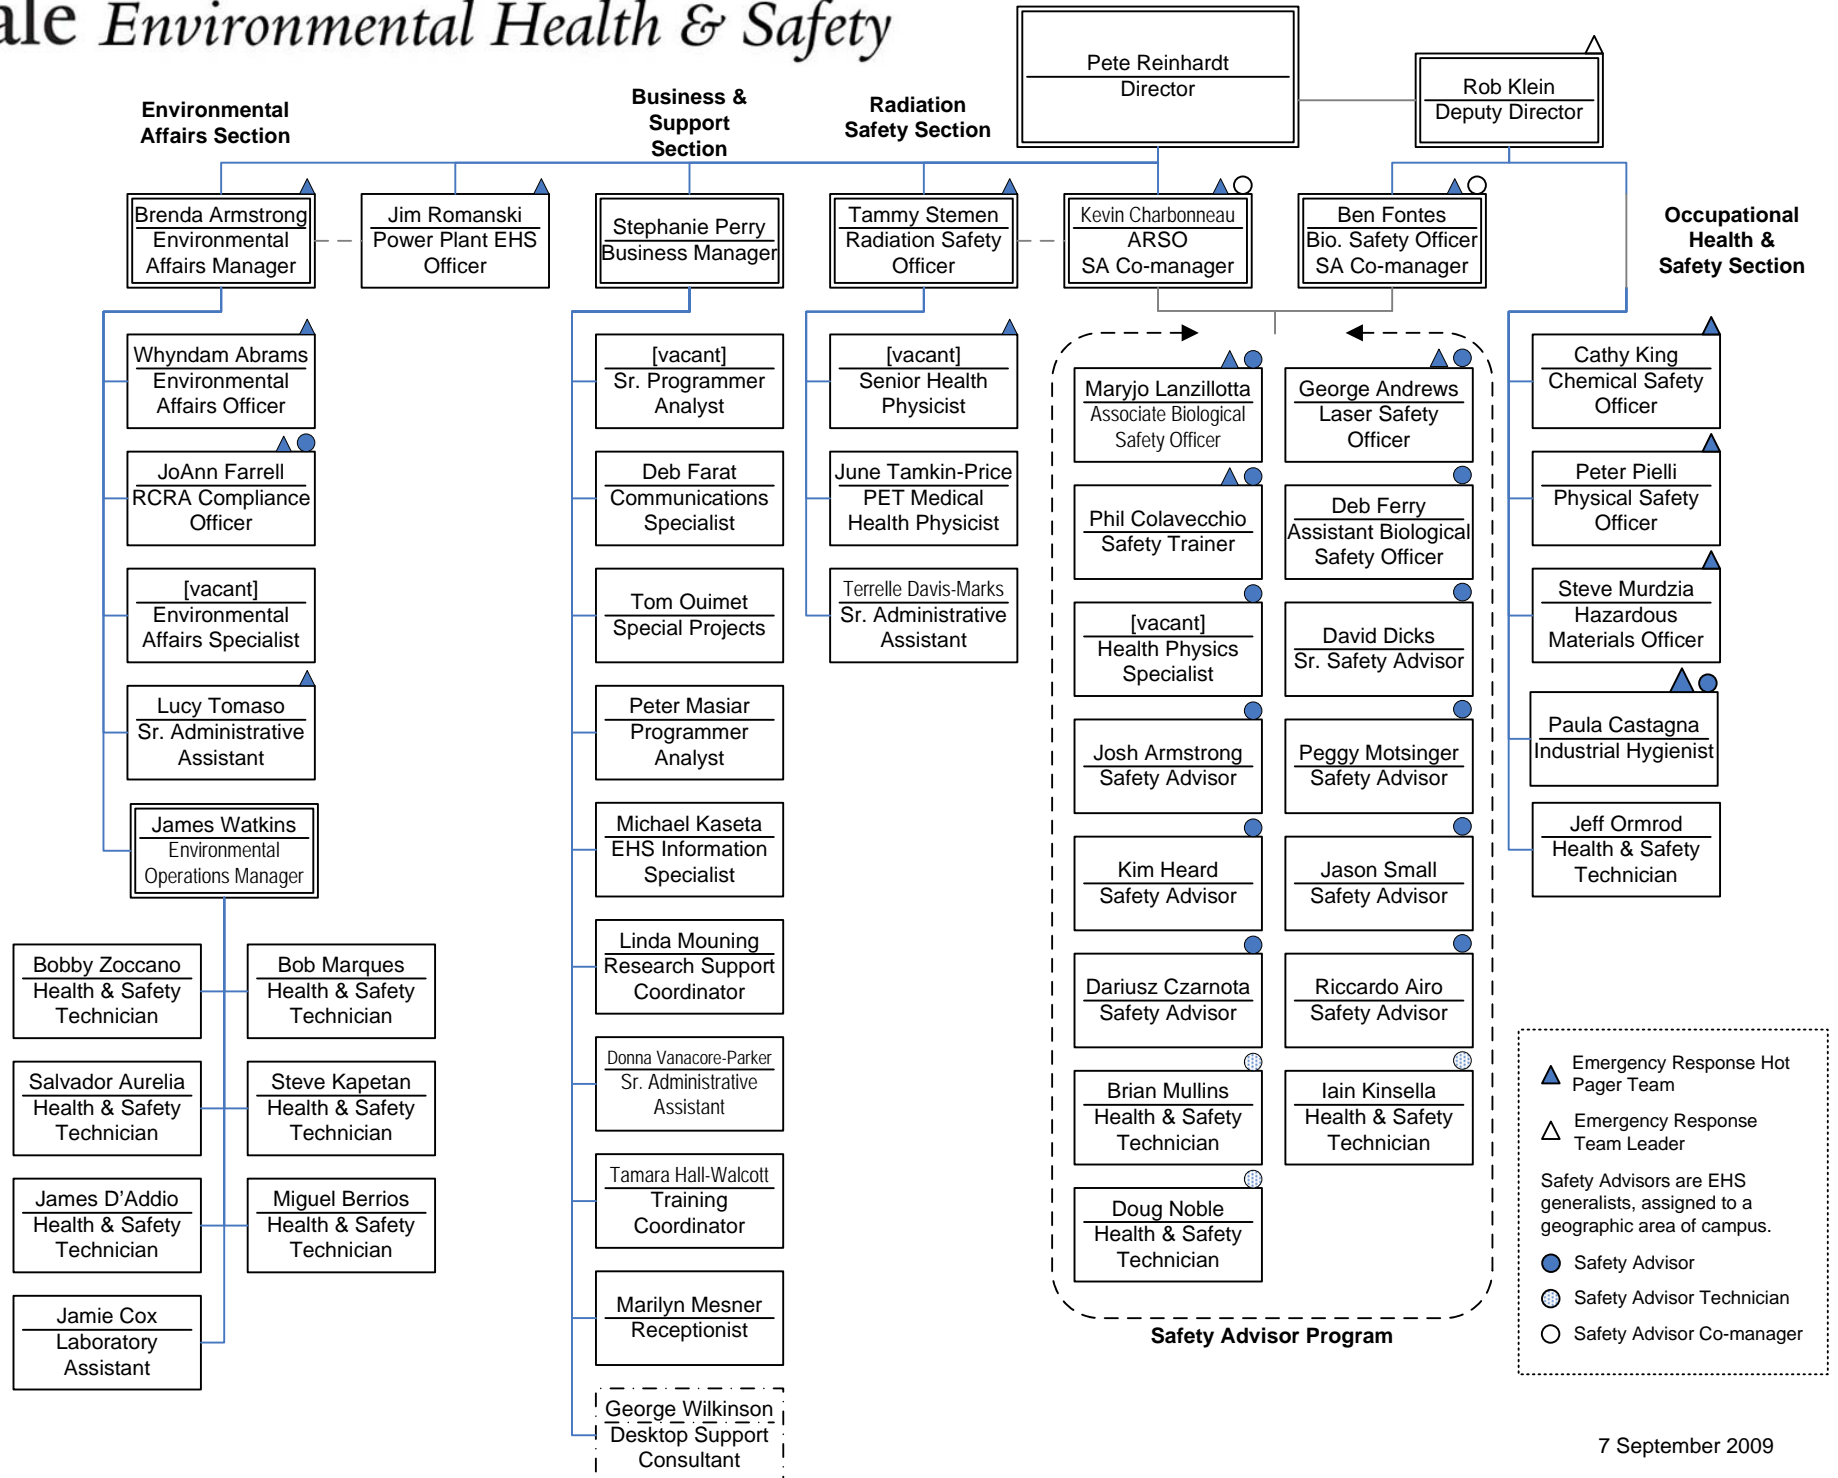 ale Environmental Health & Safety
Pete Reinhardt
Director
Rob Klein
Deputy Director
Environmental
Affairs Section
Business &
Support
Section
Radiation
Safety Section
Occupational
Health &
Safety Section
Brenda Armstrong
Environmental
Affairs Manager
Jim Romanski
Power Plant EHS
Officer
Stephanie Perry
Business Manager
Tammy Stemen
Radiation Safety
Officer
Kevin Charbonneau
ARSO
SA Co-manager
Ben Fontes
Bio. Safety Officer
SA Co-manager
Whyndam Abrams
Environmental
Affairs Officer
JoAnn Farrell
RCRA Compliance
Officer
[vacant]
Environmental
Affairs Specialist
Lucy Tomaso
Sr. Administrative
Assistant
James Watkins
Environmental
Operations Manager
Bobby Zoccano
Health & Safety
Technician
Bob Marques
Health & Safety
Technician
Salvador Aurelia
Health & Safety
Technician
Steve Kapetan
Health & Safety
Technician
James D'Addio
Health & Safety
Technician
Miguel Berrios
Health & Safety
Technician
Jamie Cox
Laboratory
Assistant
[vacant]
Sr. Programmer
Analyst
Deb Farat
Communications
Specialist
Tom Ouimet
Special Projects
Peter Masiar
Programmer
Analyst
Michael Kaseta
EHS Information
Specialist
Linda Mouning
Research Support
Coordinator
Donna Vanacore-Parker
Sr. Administrative
Assistant
Tamara Hall-Walcott
Training
Coordinator
Marilyn Mesner
Receptionist
George Wilkinson
Desktop Support
Consultant
[vacant]
Senior Health
Physicist
June Tamkin-Price
PET Medical
Health Physicist
Terrelle Davis-Marks
Sr. Administrative
Assistant
Maryjo Lanzillotta
Associate Biological
Safety Officer
George Andrews
Laser Safety
Officer
Phil Colavecchio
Safety Trainer
Deb Ferry
Assistant Biological
Safety Officer
[vacant]
Health Physics
Specialist
David Dicks
Sr. Safety Advisor
Josh Armstrong
Safety Advisor
Peggy Motsinger
Safety Advisor
Kim Heard
Safety Advisor
Jason Small
Safety Advisor
Dariusz Czarnota
Safety Advisor
Riccardo Airo
Safety Advisor
Brian Mullins
Health & Safety
Technician
Iain Kinsella
Health & Safety
Technician
Doug Noble
Health & Safety
Technician
Safety Advisor Program
Cathy King
Chemical Safety
Officer
Peter Pielli
Physical Safety
Officer
Steve Murdzia
Hazardous
Materials Officer
Paula Castagna
Industrial Hygienist
Jeff Ormrod
Health & Safety
Technician
Emergency Response Hot
Pager Team
Emergency Response
Team Leader
Safety Advisors are EHS
generalists, assigned to a
geographic area of campus.
Safety Advisor
Safety Advisor Technician
Safety Advisor Co-manager
7 September 2009